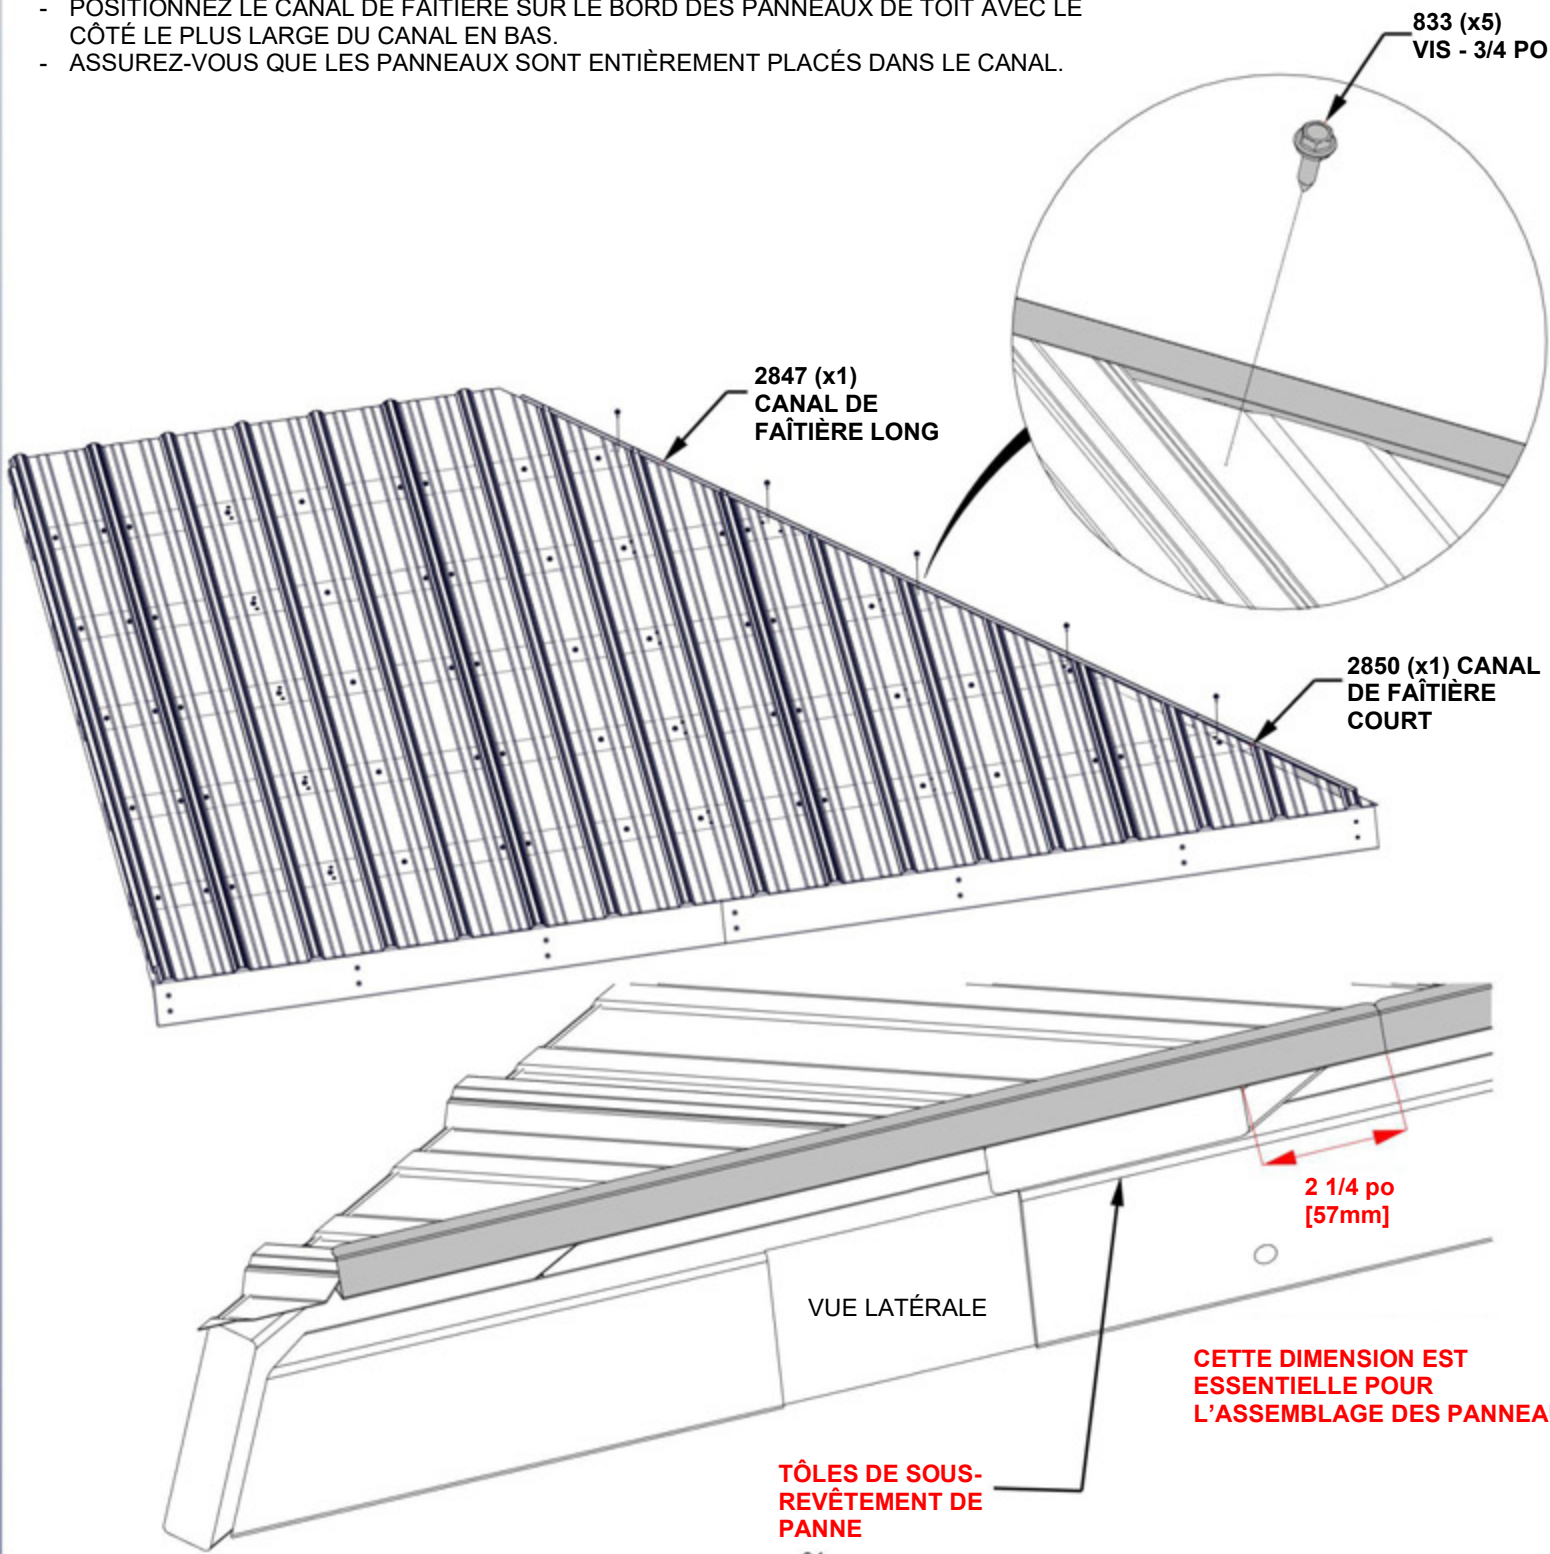 - POSITIONNEZ LE CANAL DE FAÎTIÈRE SUR LE BORD DES PANNEAUX DE TOIT AVEC LE
CÔTÉ LE PLUS LARGE DU CANAL EN BAS.
- ASSUREZ-VOUS QUE LES PANNEAUX SONT ENTIÈREMENT PLACÉS DANS LE CANAL.
833 (x5)
VIS - 3/4 PO
2847 (x1)
CANAL DE
FAÎTIÈRE LONG
2850 (x1) CANAL
DE FAÎTIÈRE
COURT
2 1/4 po
[57mm]
VUE LATÉRALE
CETTE DIMENSION EST
ESSENTIELLE POUR
L’ASSEMBLAGE DES PANNEA
TÔLES DE SOUS-
REVÊTEMENT DE
PANNE